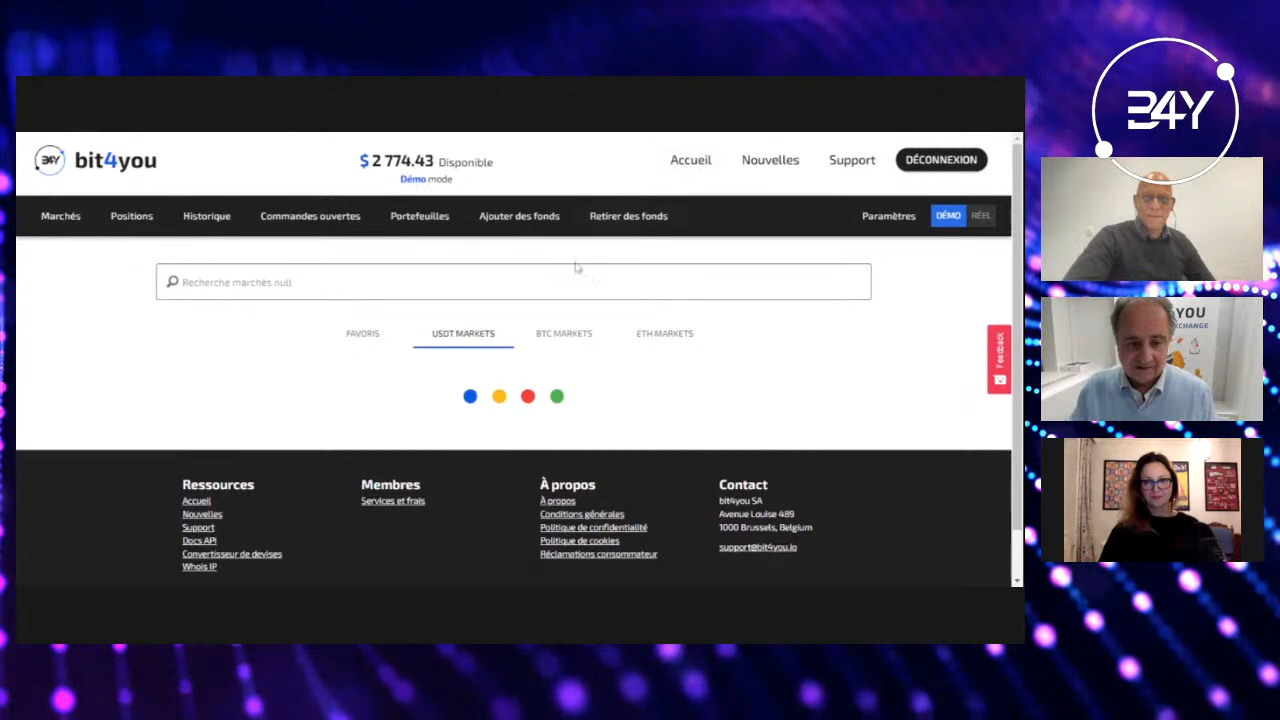 B4Y
B4Y bit4you
$ 2 774.43 Disponible
Démo mode
Accueil Nouvelles Support DÉCONNEXION
Marchés Positions Historique Commandes ouvertes Portefeuilles Ajouter des fonds Retirer des fonds Paramètres DÉMO RÉEL
Recherche marchés null
FAVORIS USDT MARKETS BTC MARKETS ETH MARKETS
Feedback
Ressources
Accueil
Nouvelles
Support
Docs API
Convertisseur de devises
Whois IP
Membres
Services et frais
À propos
À propos
Conditions générales
Politique de confidentialité
Politique de cookies
Réclamations consommateur
Contact
bit4you SA
Avenue Louise 489
1000 Brussels, Belgium
support@bit4you.io
YOU
XCHANGE